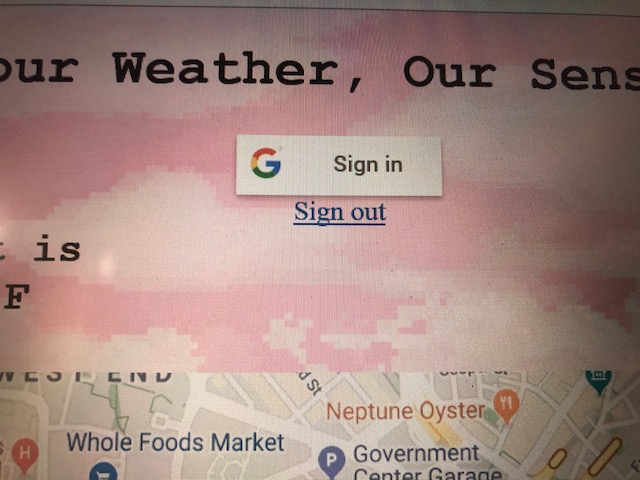 our Weather, Our Sens
G Sign in
Sign out
t is
F
WEST END
d St
Neptune Oyster
H
Whole Foods Market
P Government
Center Garage